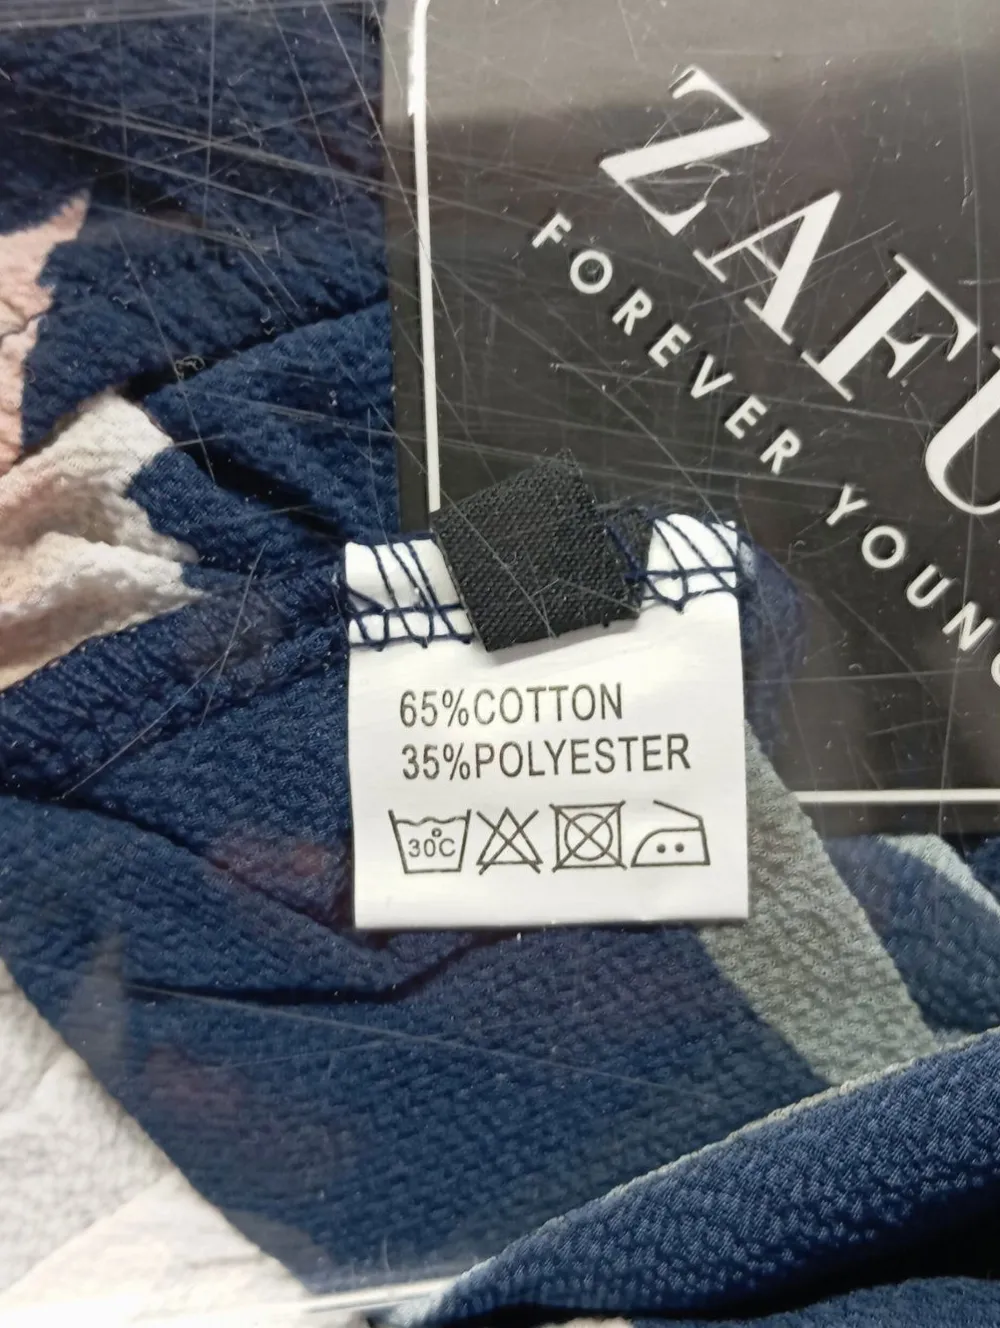 ZAFU
FOREVER YOUNG
65%COTTON
35%POLYESTER
30°C